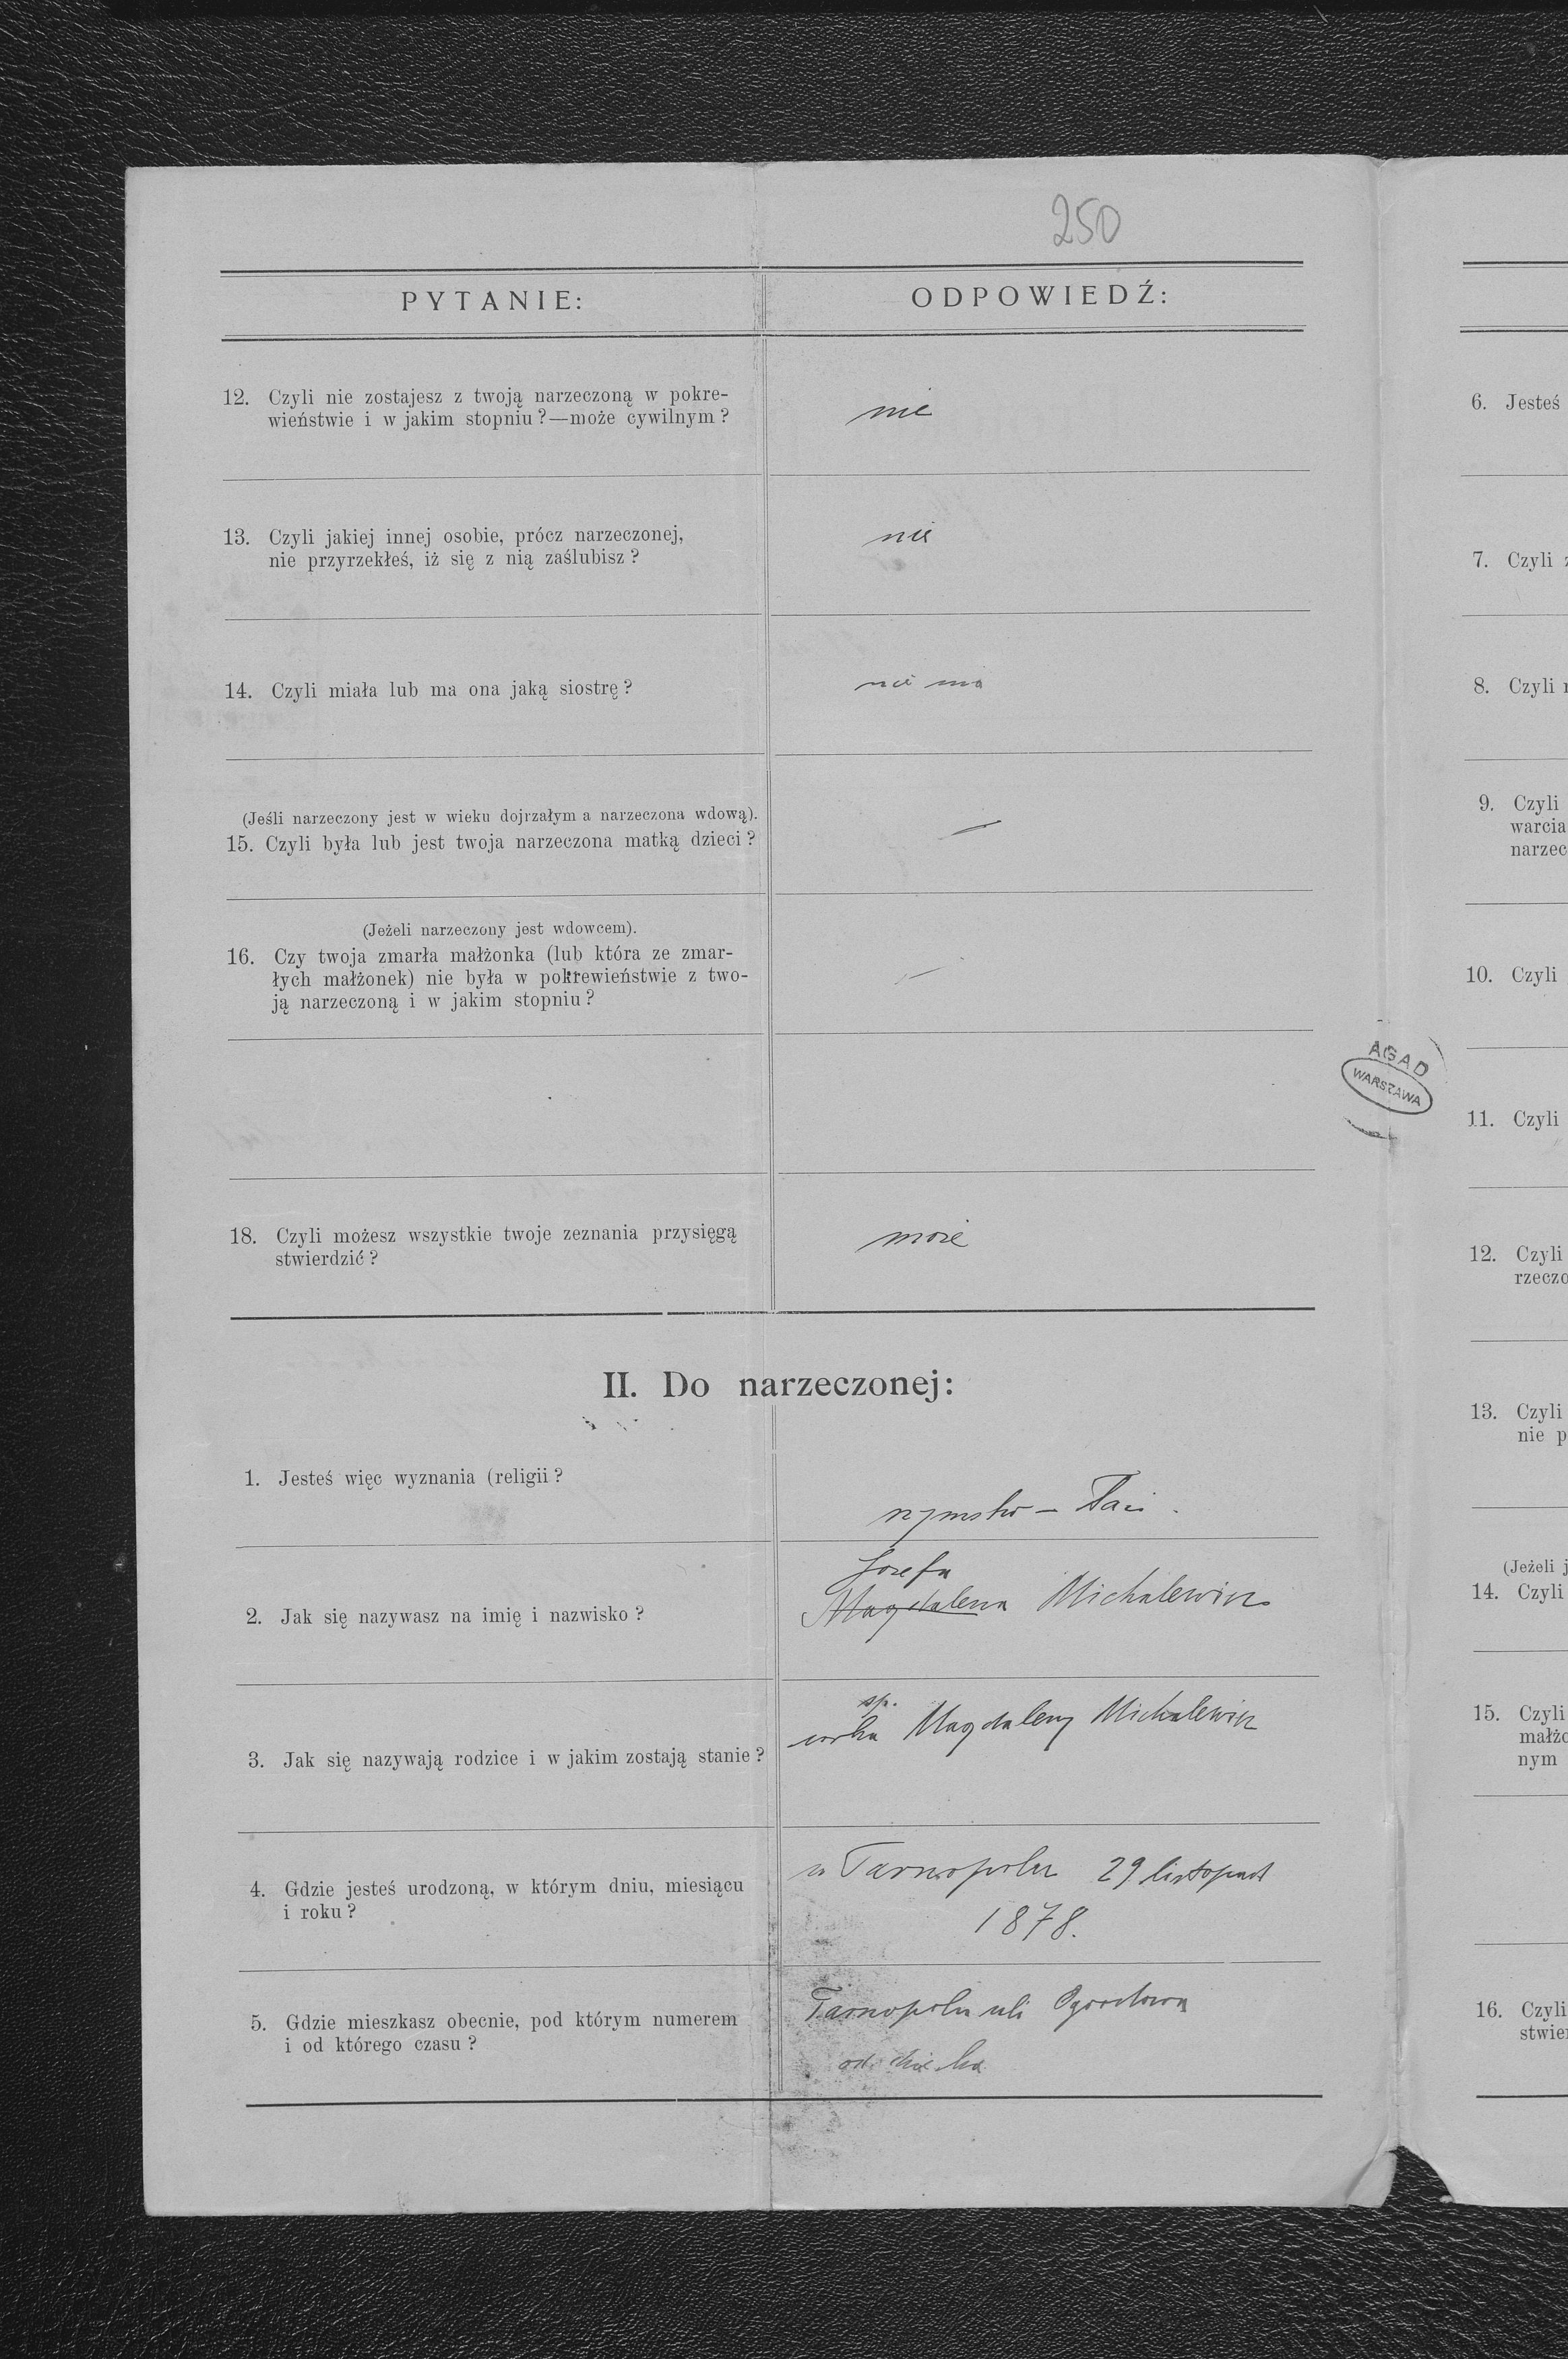 250
PYTANIE:
ODPOWIEDŹ:
12. Czyli nie zostajesz z twoją narzeczoną w pokre-
wieństwie i w jakim stopniu?—może cywilnym?
nie
13. Czyli jakiej innej osobie, prócz narzeczonej,
nie przyrzekłeś, iż się z nią zaślubisz?
nie
14. Czyli miała lub ma ona jaką siostrę?
nie ma
(Jeśli narzeczony jest w wieku dojrzałym a narzeczona wdową).
15. Czyli była lub jest twoja narzeczona matką dzieci?
—
(Jeżeli narzeczony jest wdowcem).
16. Czy twoja zmarła małżonka (lub która ze zmar-
łych małżonek) nie była w pokrewieństwie z two-
ją narzeczoną i w jakim stopniu?
—
18. Czyli możesz wszystkie twoje zeznania przysięgą
stwierdzić?
może
II. Do narzeczonej:
1. Jesteś więc wyznania (religii?
rzymsko — łaci.
2. Jak się nazywasz na imię i nazwisko?
Józefa
Magdalena Michalewicz
3. Jak się nazywają rodzice i w jakim zostają stanie?
śp.
córka Magdaleny Michalewicz
4. Gdzie jesteś urodzoną, w którym dniu, miesiącu
i roku?
w Tarnopolu 29 listopad
1878.
5. Gdzie mieszkasz obecnie, pod którym numerem
i od którego czasu?
Tarnopolu uli Ogrodowa
od dziecka
AGAD
WARSZAWA
6. Jesteś
7. Czyli z
8. Czyli
9. Czyli
warcia
narzec
10. Czyli
11. Czyli
12. Czyli
rzeczo
13. Czyli
nie p
(Jeżeli j
14. Czyli
15. Czyli
małżo
nym
16. Czyli
stwier